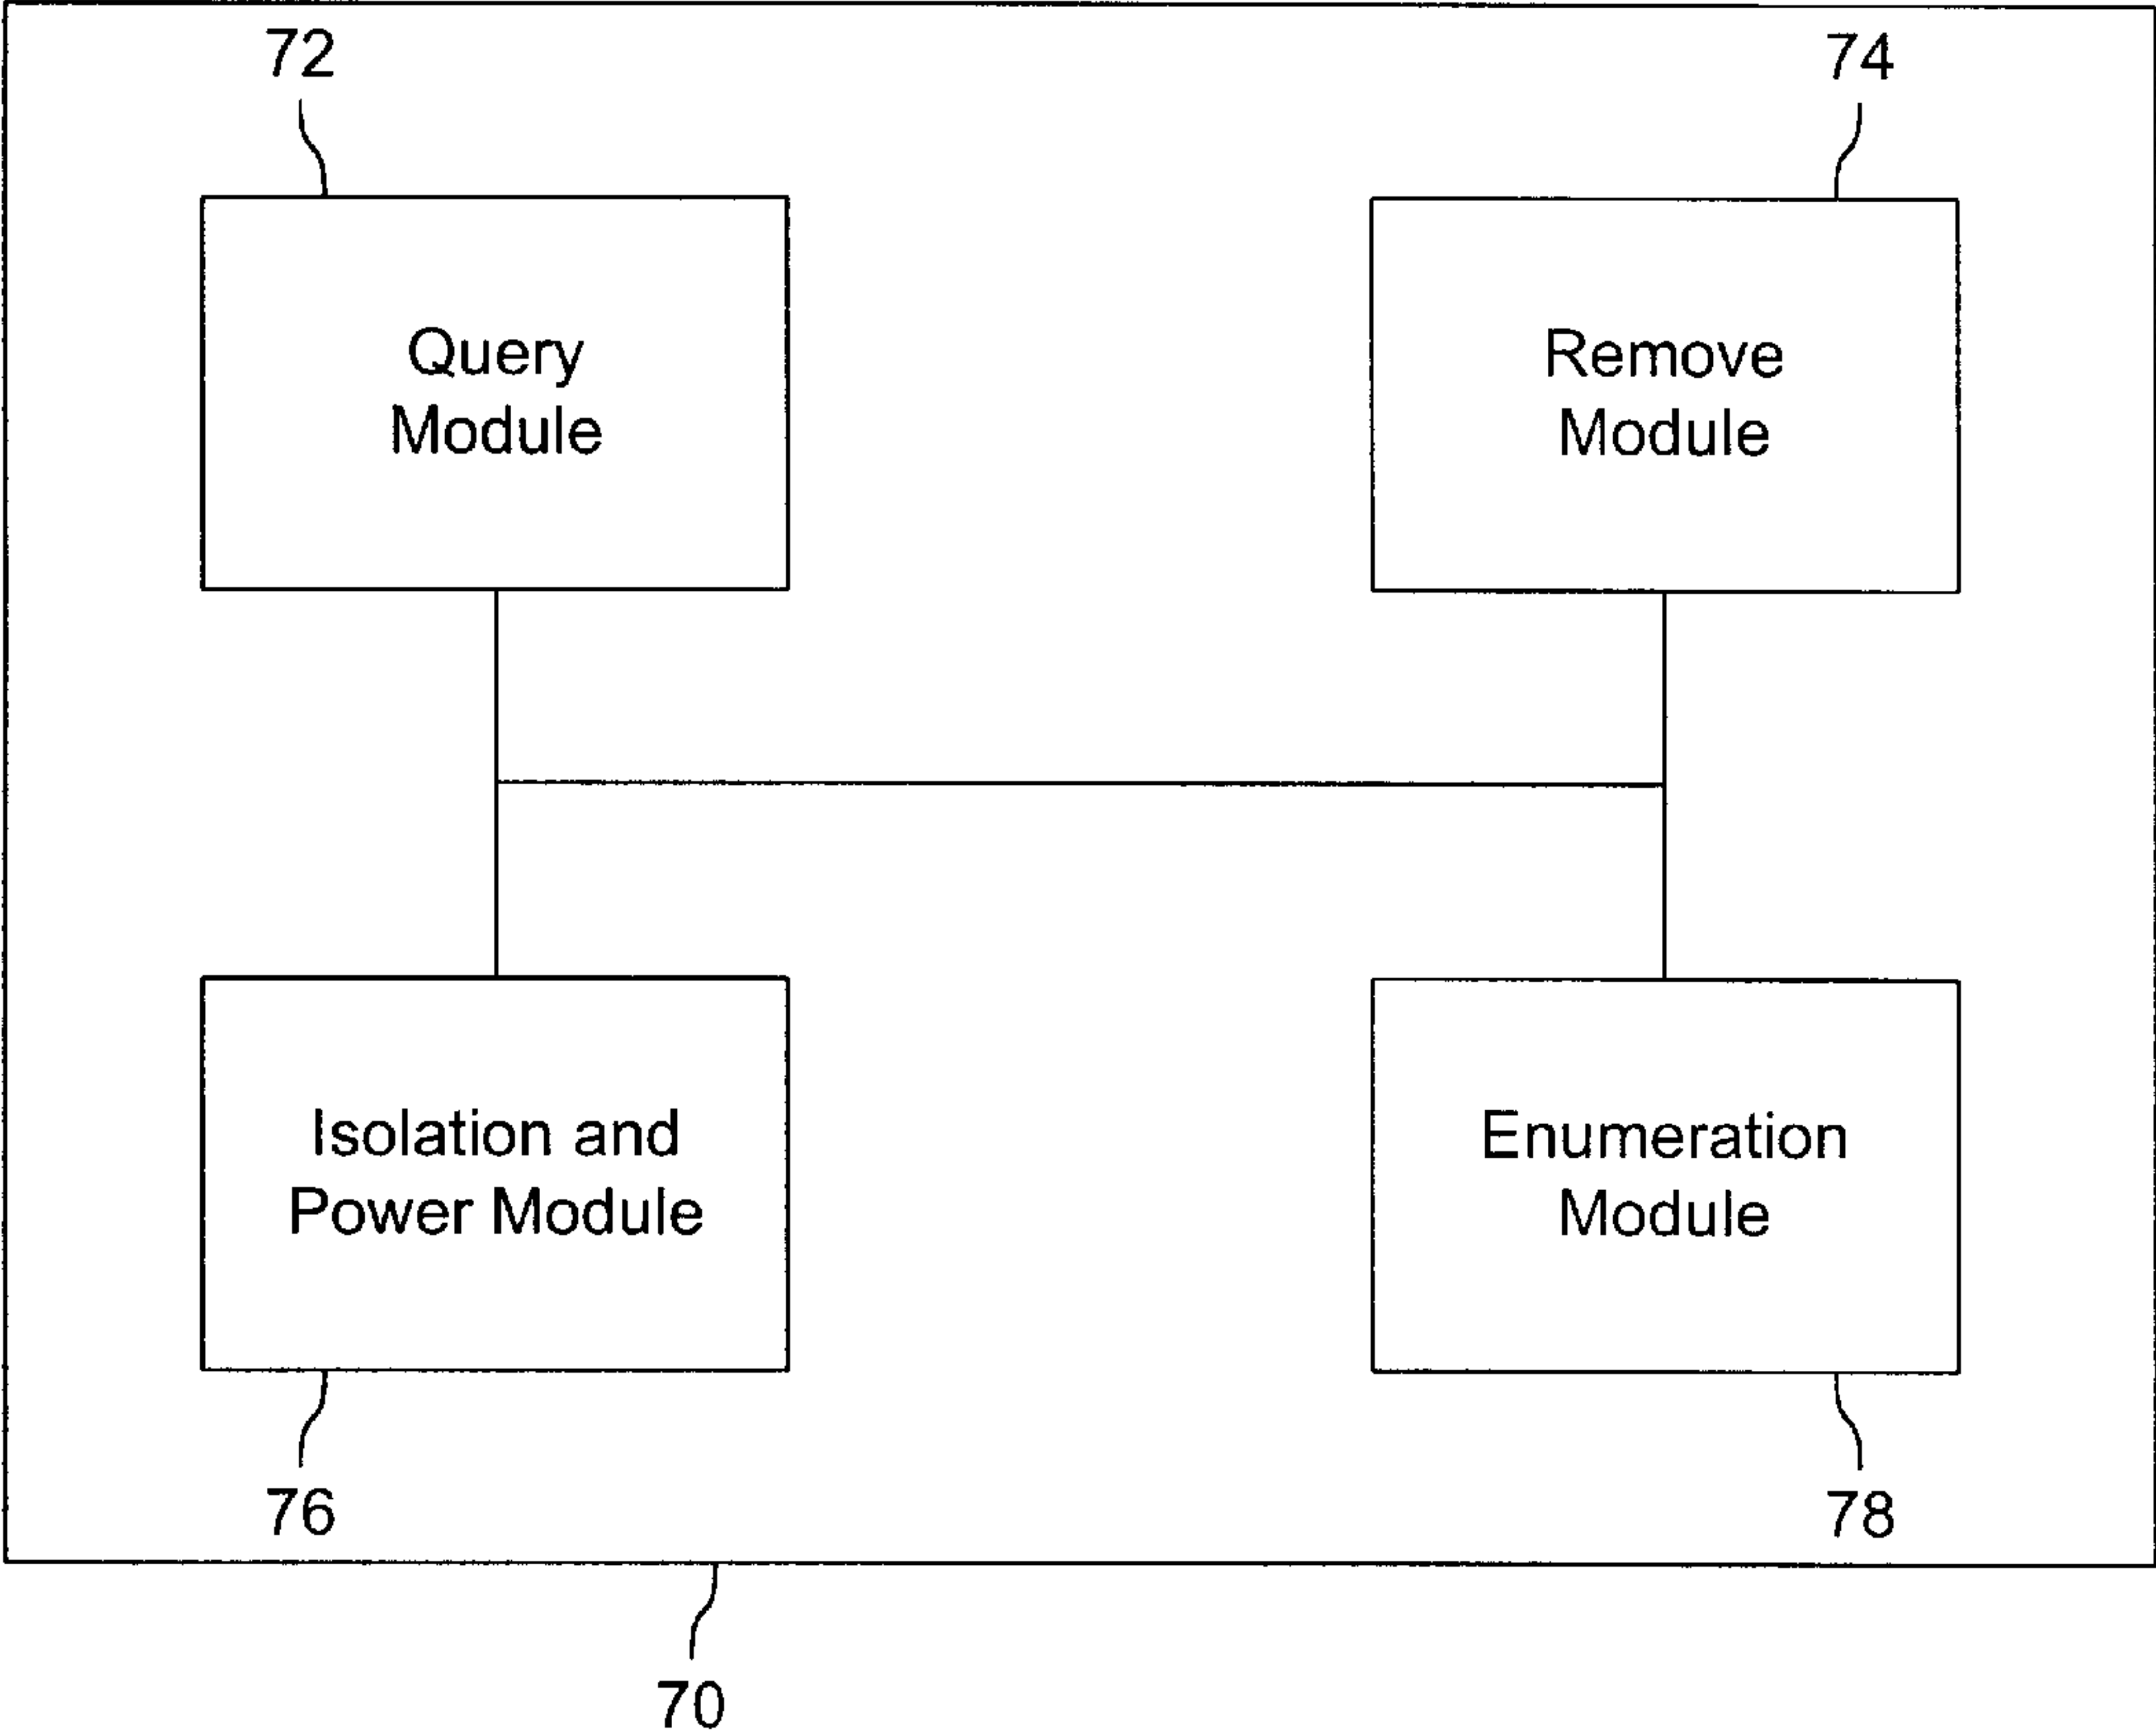 72
74
Query
Module
Remove
Module
Isolation and
Power Module
Enumeration
Module
76
78
70